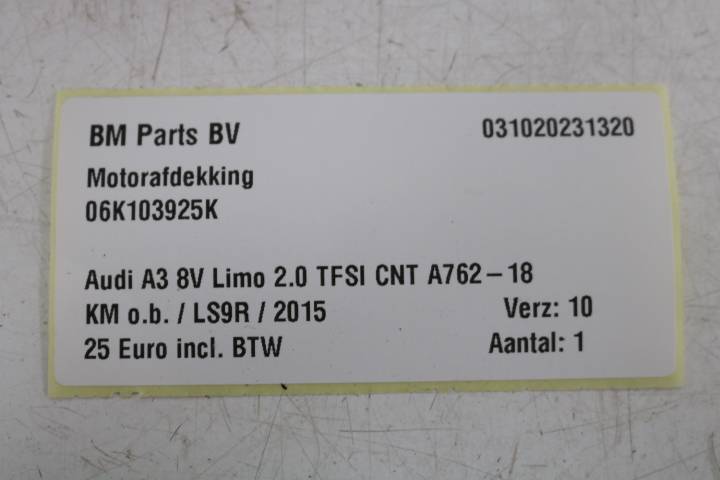 BM Parts BV 031020231320
Motorafdekking
06K103925K
Audi A3 8V Limo 2.0 TFSI CNT A762-18
KM o.b. / LS9R / 2015 Verz: 10
25 Euro incl. BTW Aantal: 1